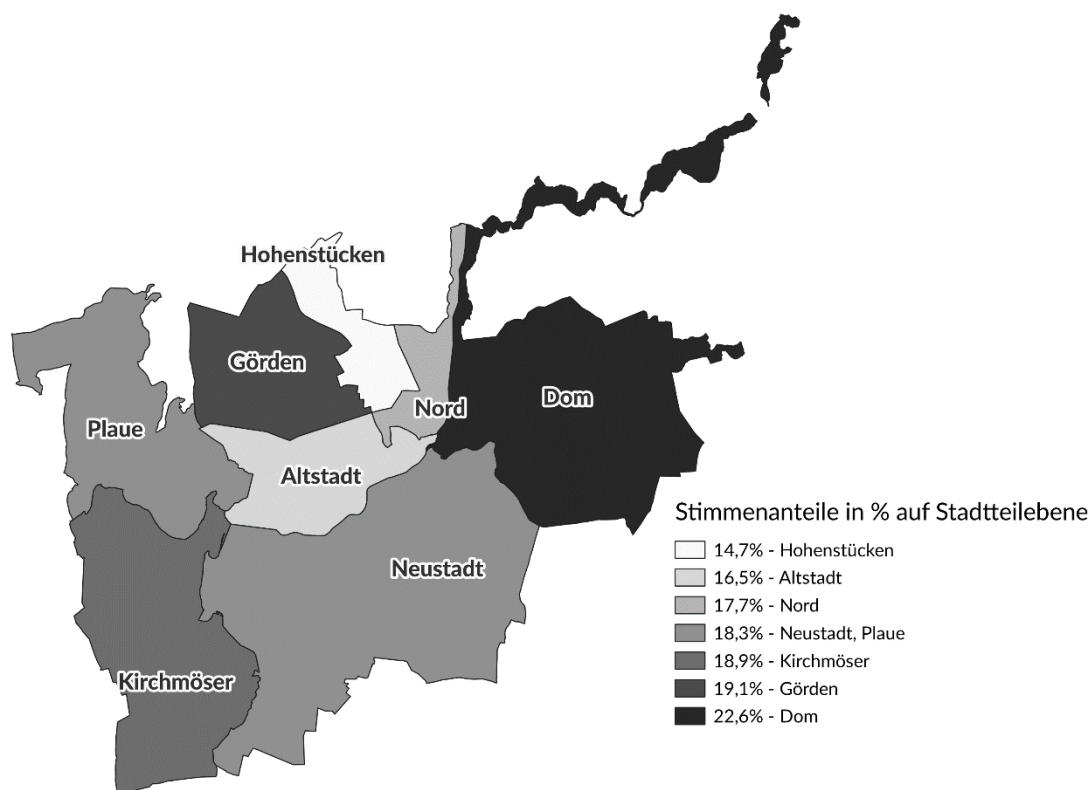 Hohenstücken
Görden
Nord
Dom
Plaue
Altstadt
Neustadt
Kirchmöser
Stimmenanteile in % auf Stadtteilebene
14,7% - Hohenstücken
16,5% - Altstadt
17,7% - Nord
18,3% - Neustadt, Plaue
18,9% - Kirchmöser
19,1% - Görden
22,6% - Dom